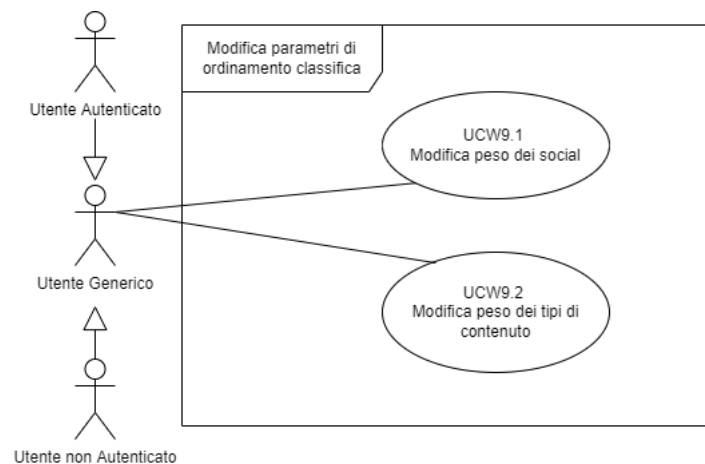 Modifica parametri di
ordinamento classifica
Utente Autenticato
UCW9.1
Modifica peso dei social
Utente Generico
UCW9.2
Modifica peso dei tipi di
contenuto
Utente non Autenticato